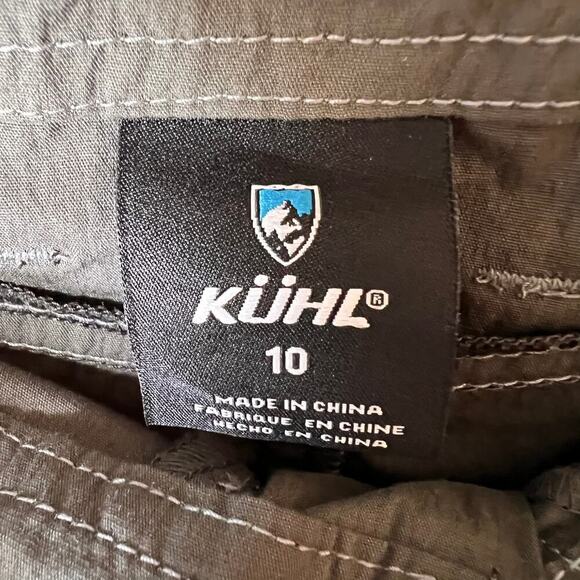 KÜHL®
10
MADE IN CHINA
FABRIQUE EN CHINE
HECHO EN CHINA